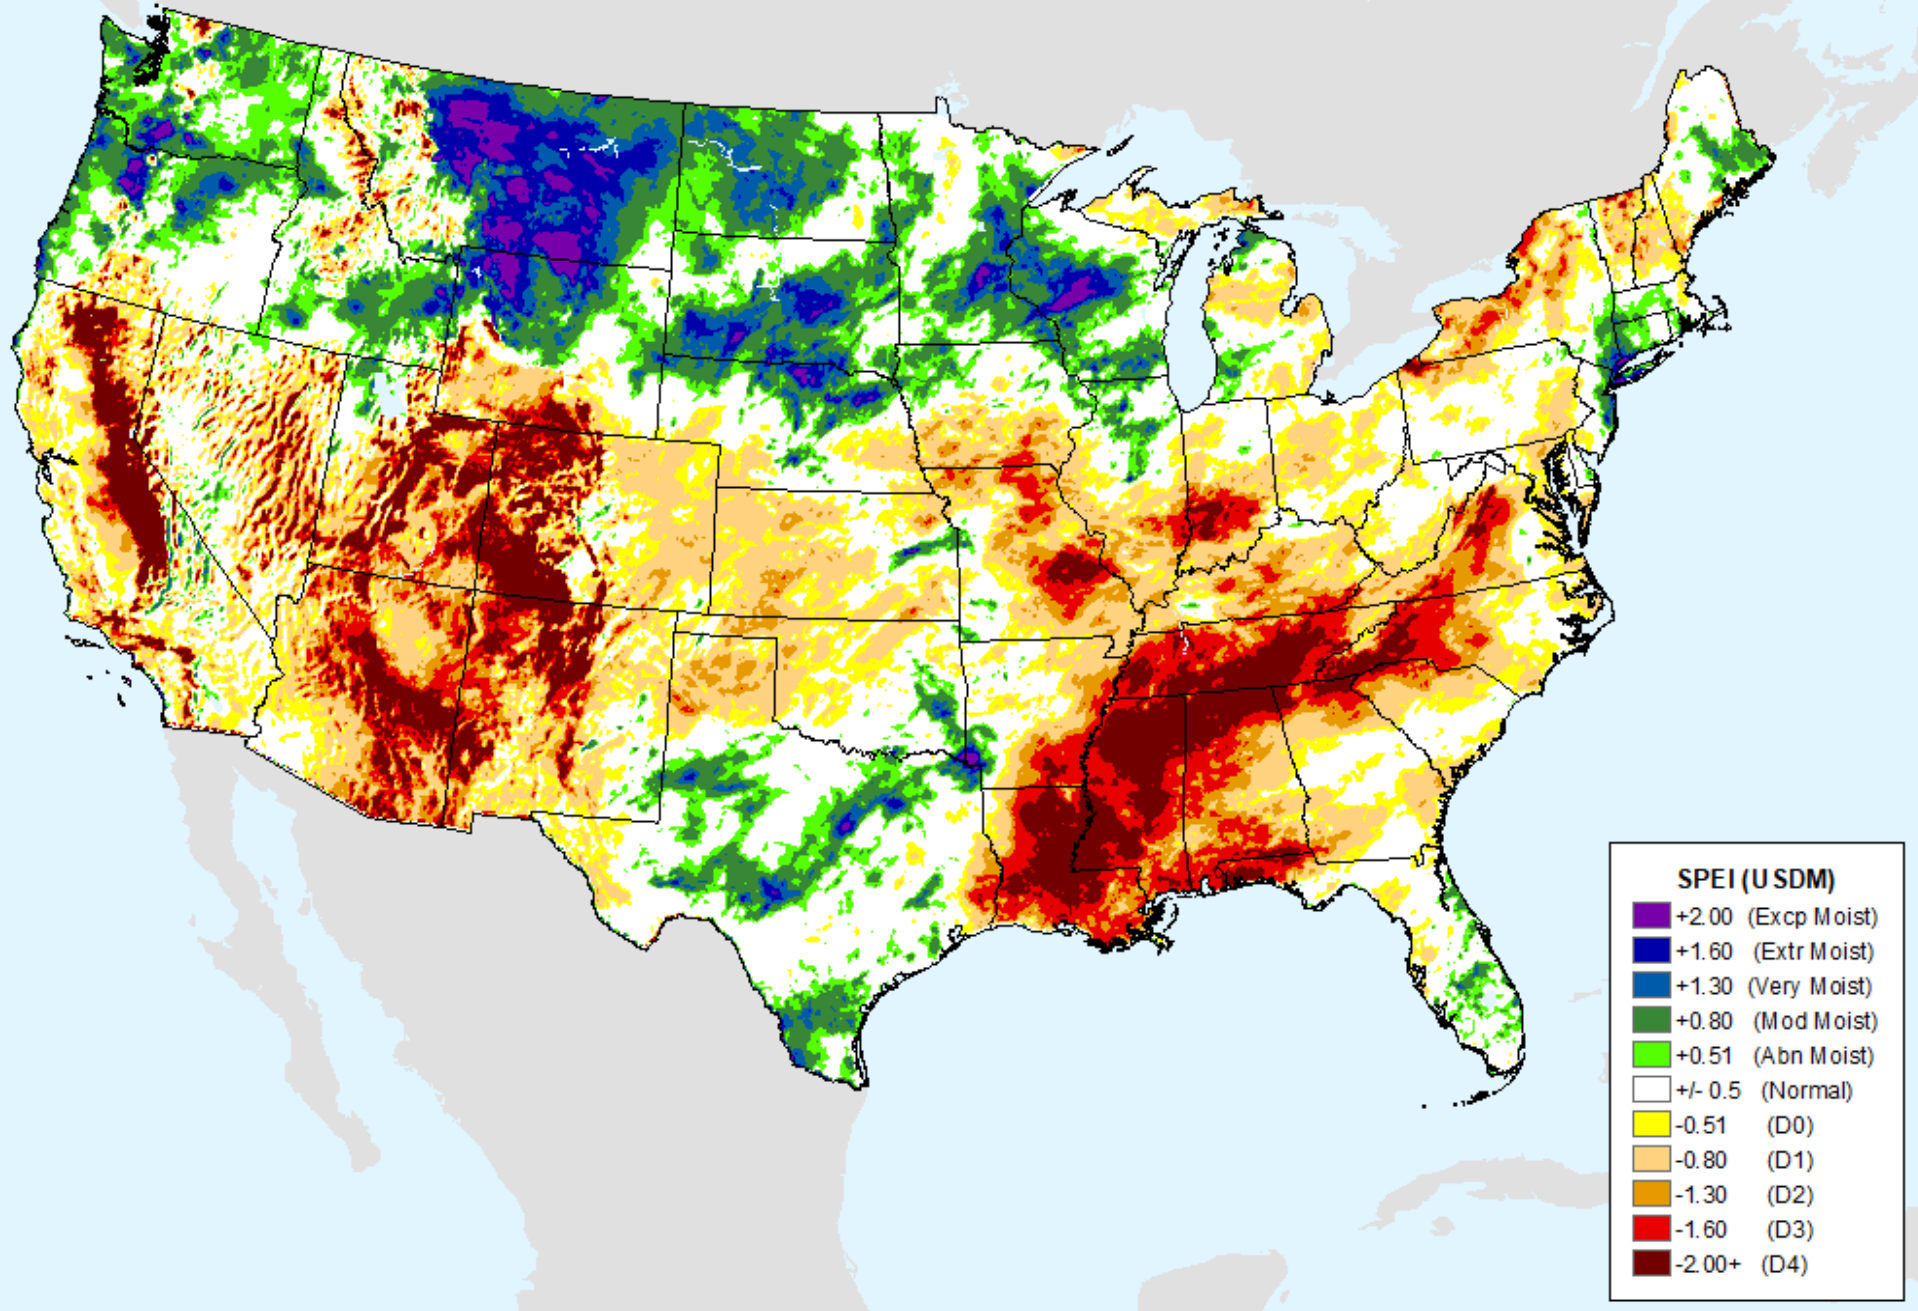 SPEI (USDM)
+2.00 (Excp Moist)
+1.60 (Extr Moist)
+1.30 (Very Moist)
+0.80 (Mod Moist)
+0.51 (Abn Moist)
+/- 0.5 (Normal)
-0.51 (D0)
-0.80 (D1)
-1.30 (D2)
-1.60 (D3)
-2.00+ (D4)